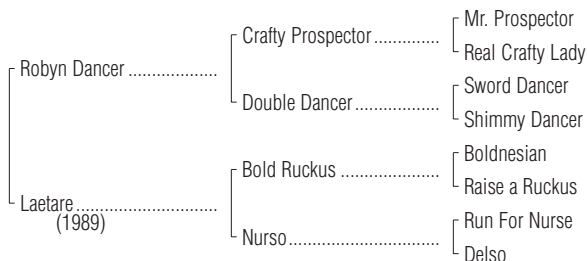 Mr. Prospector
Crafty Prospector ..............
Real Crafty Lady
Robyn Dancer ...................
Sword Dancer
Double Dancer ..................
Shimmy Dancer
Boldnesian
Bold Ruckus .....................
Raise a Ruckus
Laetare ..............................
(1989)
Run For Nurse
Nurso ................................
Delso